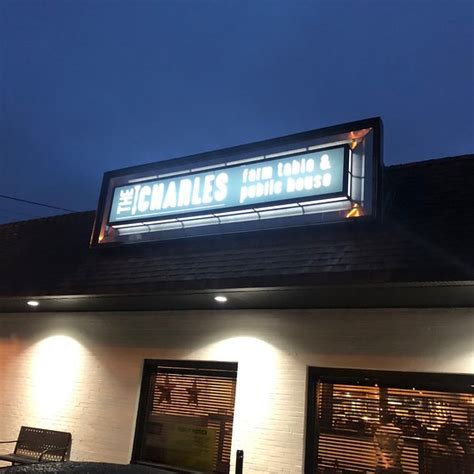 THE
CHARLES
farm table &
public house